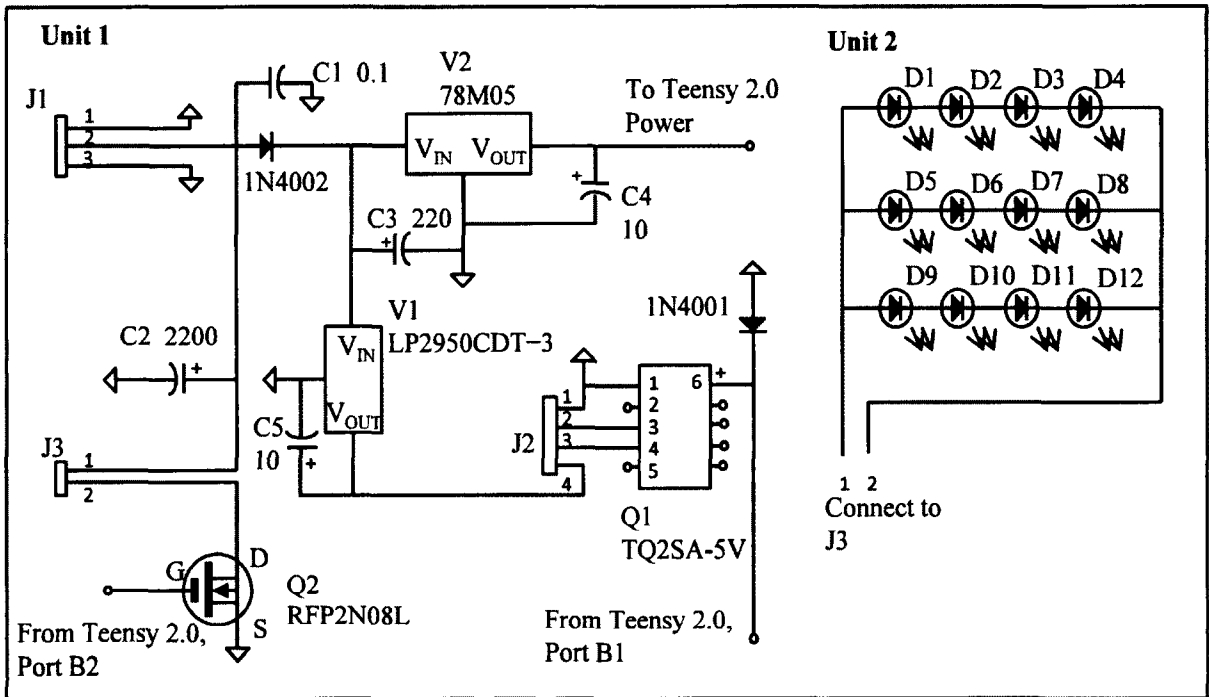 Unit 1
Unit 2
C1 0.1
V2
78M05
J1
1
2
3
1N4002
V_IN V_OUT
To Teensy 2.0
Power
+
C4
10
C3 220
+
D1 D2 D3 D4
D5 D6 D7 D8
D9 D10 D11 D12
V1
LP2950CDT-3
V_IN
V_OUT
C2 2200
+
C5
10
+
1N4001
J2
1
2
3
4
1 6 +
2
3
4
5
Q1
TQ2SA-5V
J3
1
2
1 2
Connect to
J3
G
D
S
Q2
RFP2N08L
From Teensy 2.0,
Port B2
From Teensy 2.0,
Port B1